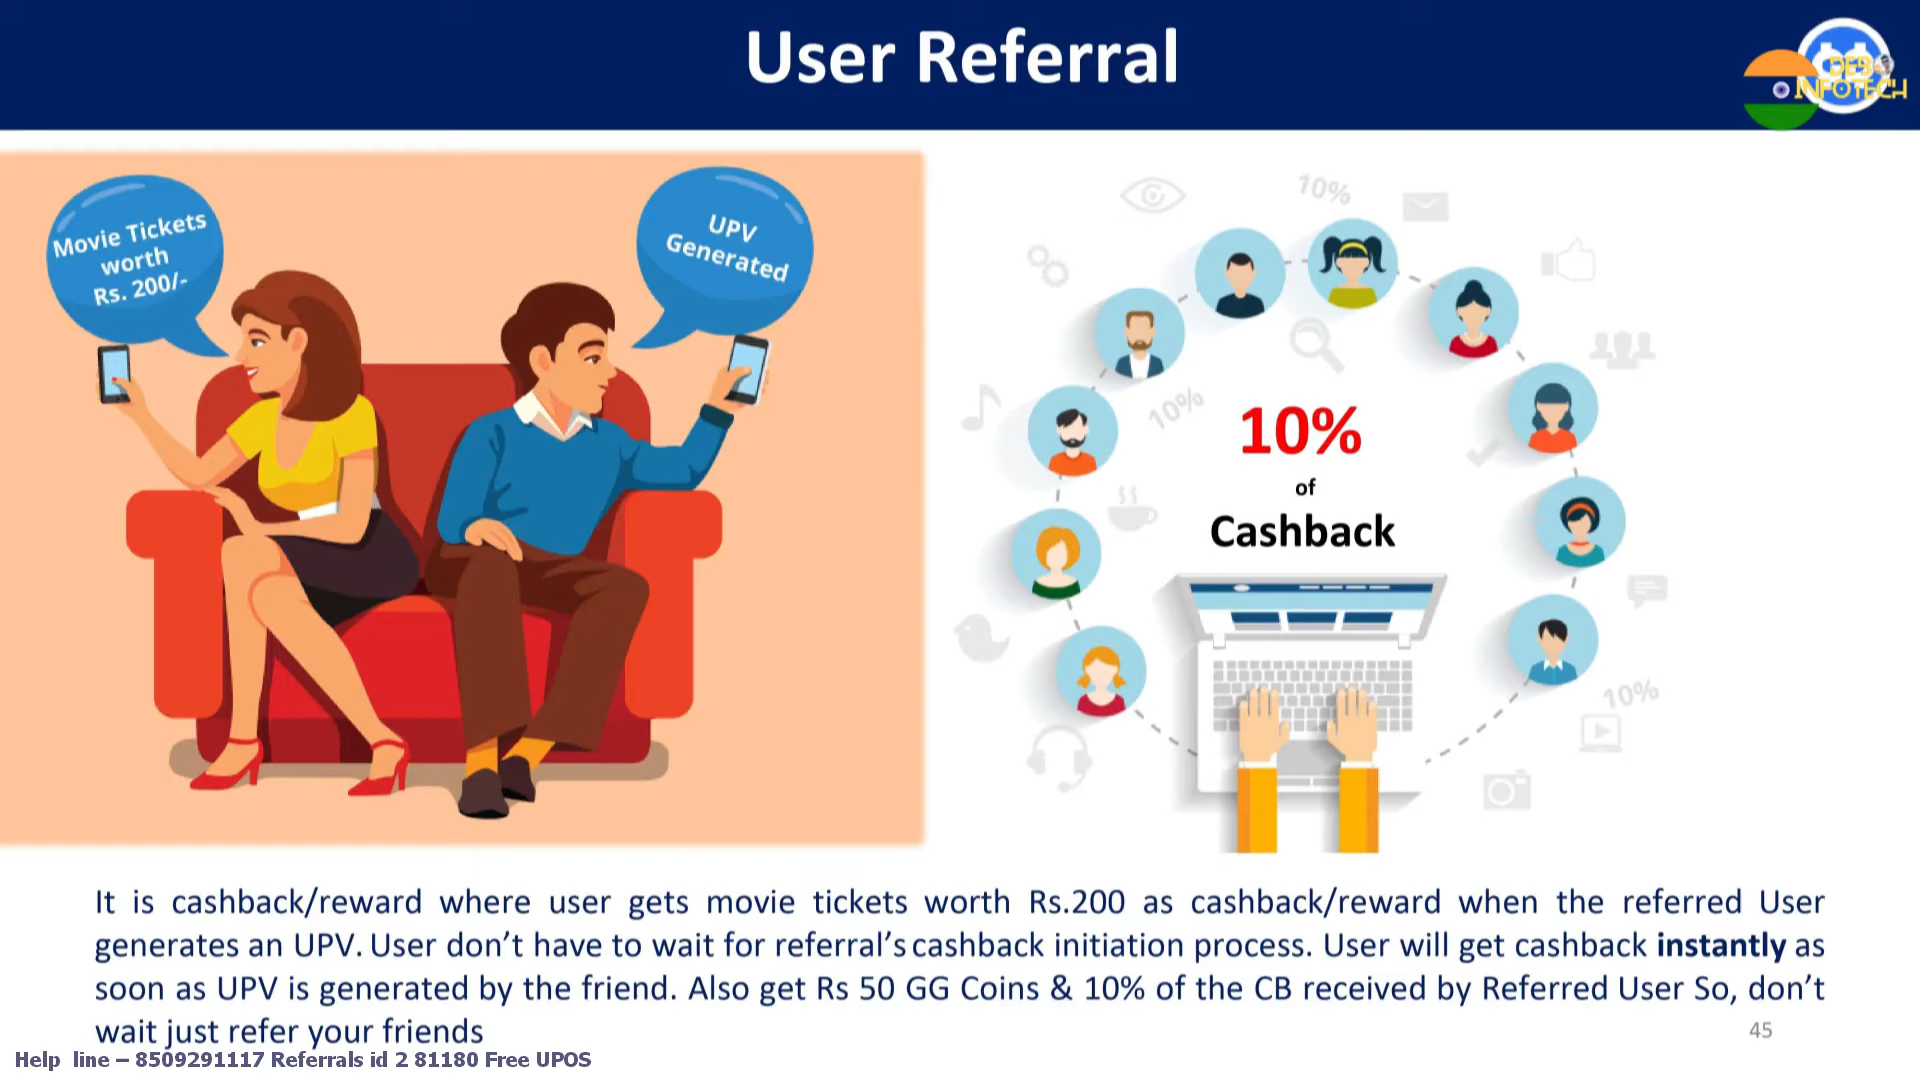 User Referral
DEB
INFOTECH
Movie Tickets
worth
Rs. 200/-
UPV
Generated
10%
10%
10%
of
Cashback
10%
It is cashback/reward where user gets movie tickets worth Rs.200 as cashback/reward when the referred User
generates an UPV. User don't have to wait for referral's cashback initiation process. User will get cashback instantly as
soon as UPV is generated by the friend. Also get Rs 50 GG Coins & 10% of the CB received by Referred User So, don't
wait just refer your friends
45
Help line – 8509291117 Referrals id 2 81180 Free UPOS